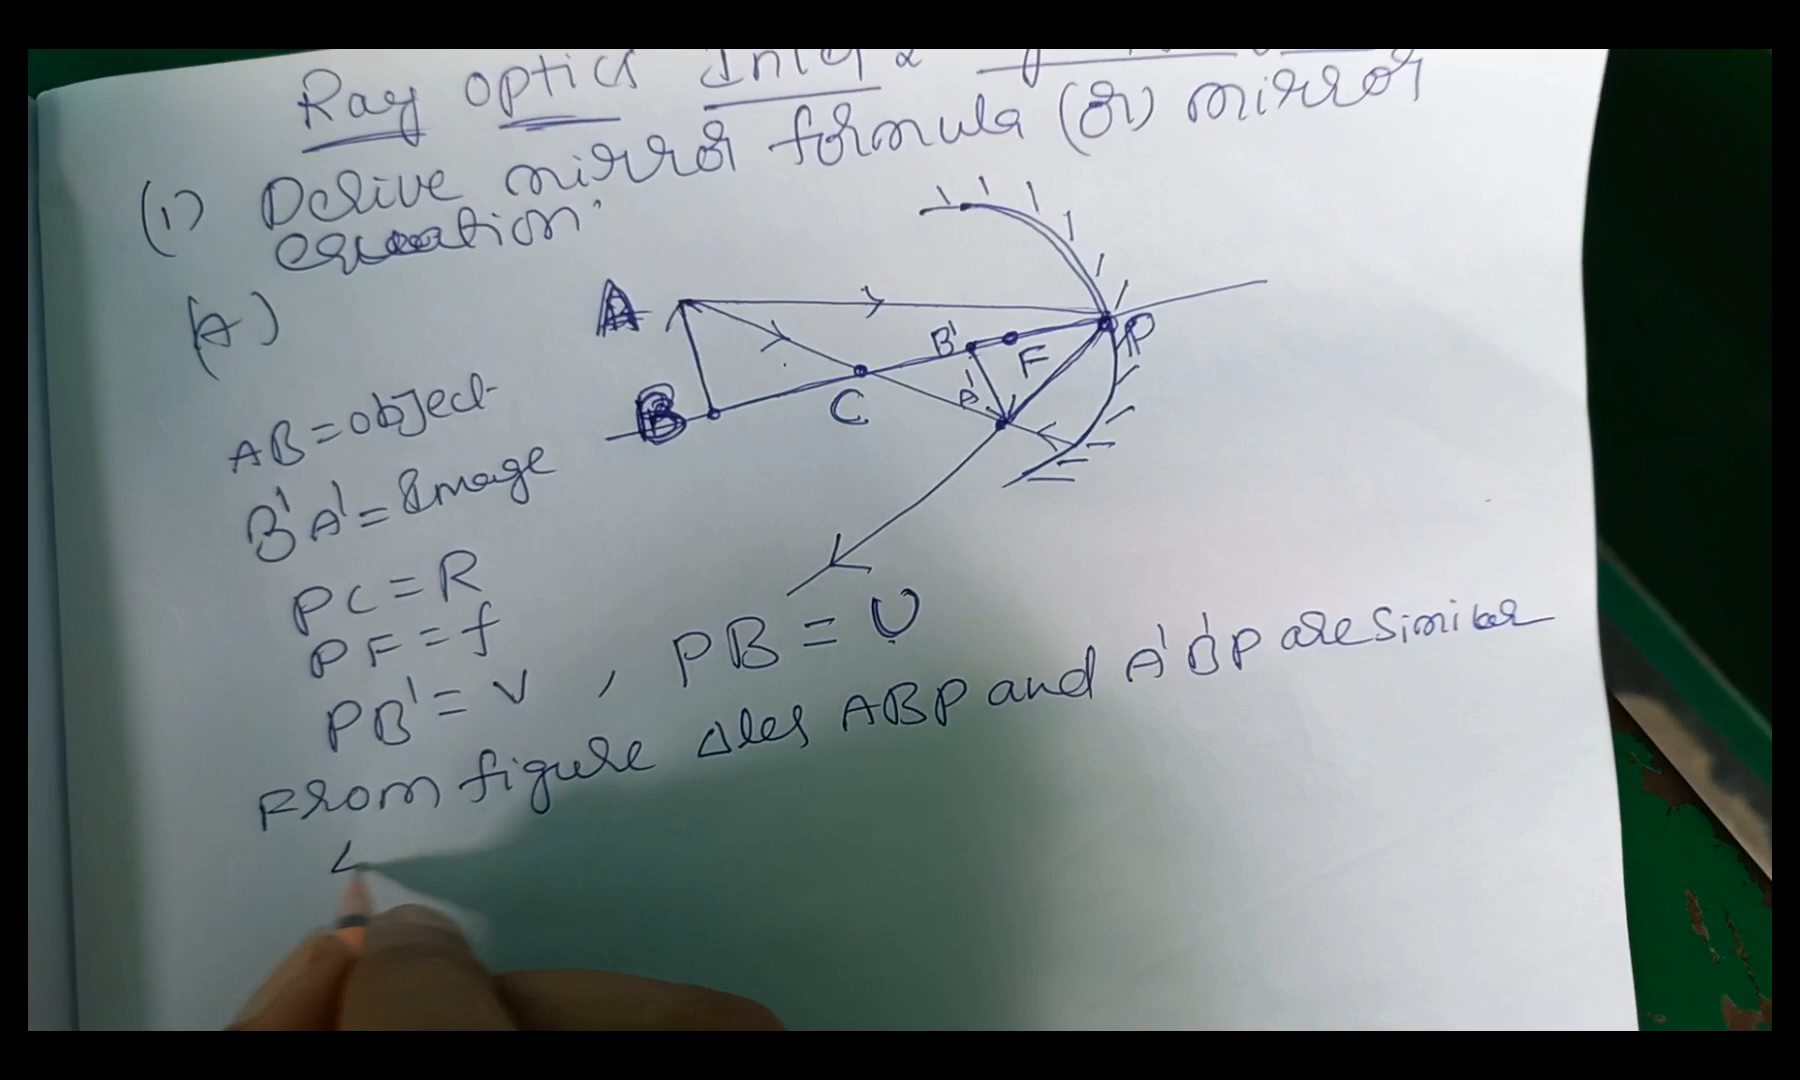 Ray optics
(1) Derive mirror formula (or) mirror
equation.
(A)
A
B
C
B'
A'
F
P
AB = object
B'A' = Image
PC = R
PF = f
PB' = v , PB = U
From figure Δles ABP and A'B'P are similar
∠